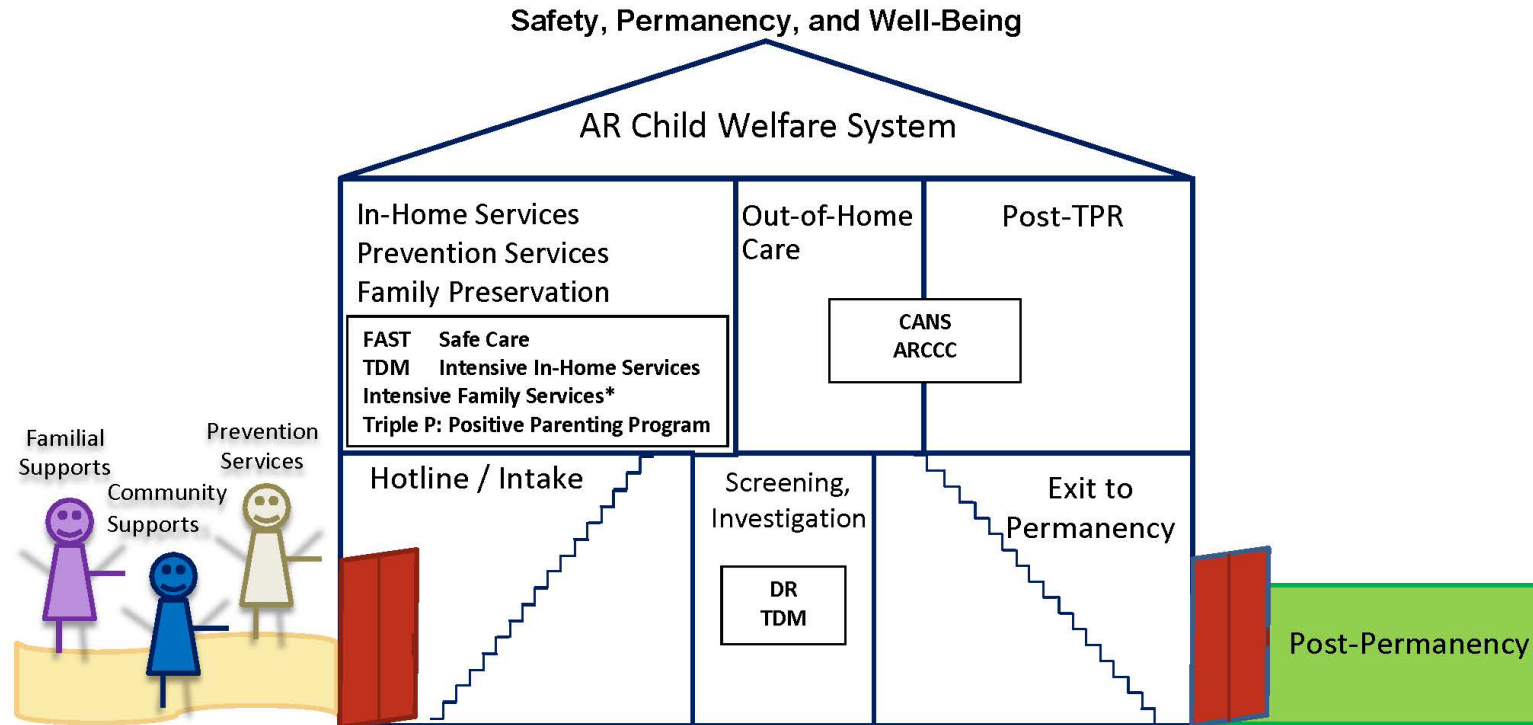 Safety, Permanency, and Well-Being
AR Child Welfare System
In-Home Services
Prevention Services
Family Preservation
FAST Safe Care
TDM Intensive In-Home Services
Intensive Family Services*
Triple P: Positive Parenting Program
Out-of-Home
Care
Post-TPR
CANS
ARCCC
Familial
Supports
Community
Supports
Prevention
Services
Hotline / Intake
Screening,
Investigation
DR
TDM
Exit to
Permanency
Post-Permanency